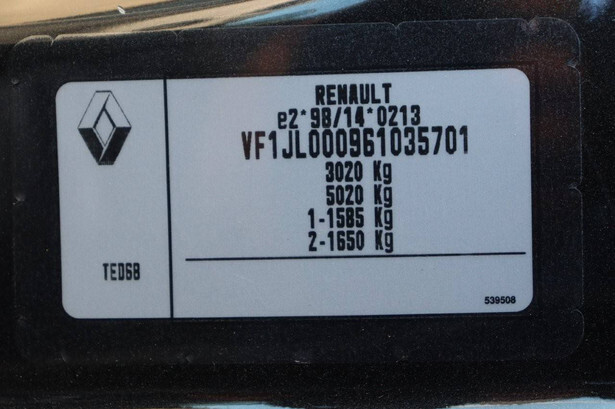 RENAULT
e2*98/14*0213
VF1JL000961035701
3020 Kg
5020 Kg
1-1585 Kg
2-1650 Kg
TED6B
539508